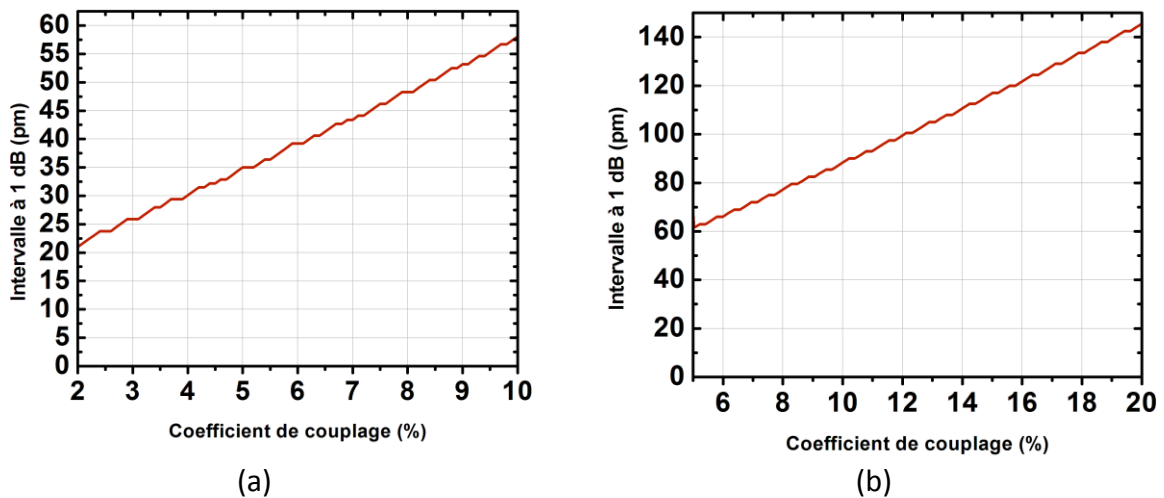 60
55
50
45
40
35
30
25
20
15
10
5
0
Intervalle à 1 dB (pm)
2 3 4 5 6 7 8 9 10
Coefficient de couplage (%)
(a)
140
120
100
80
60
40
20
0
Intervalle à 1 dB (pm)
6 8 10 12 14 16 18 20
Coefficient de couplage (%)
(b)